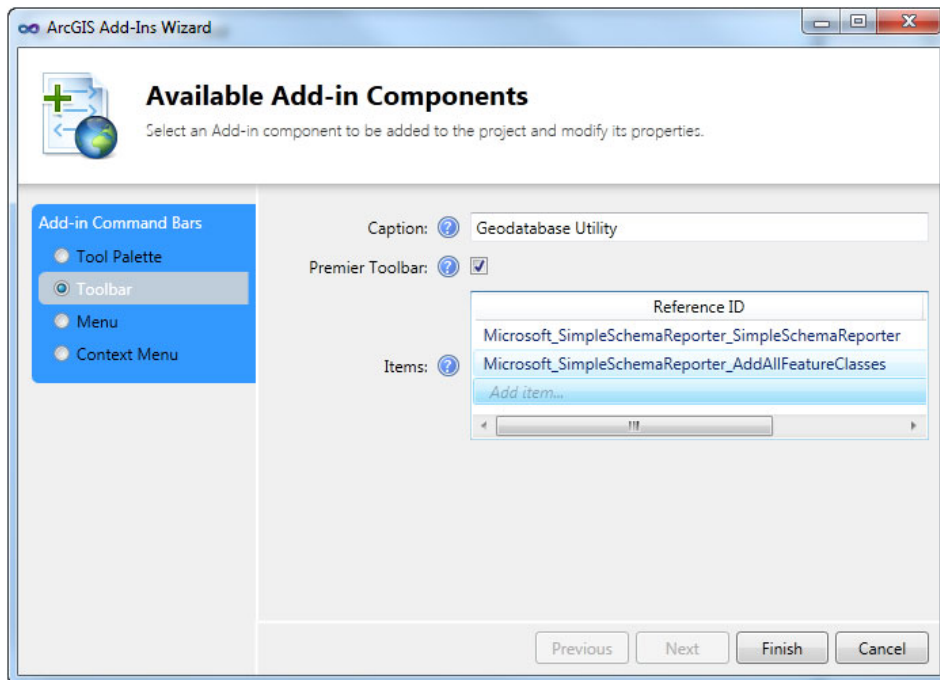 ArcGIS Add-Ins Wizard
Available Add-in Components
Select an Add-in component to be added to the project and modify its properties.
Add-in Command Bars
Tool Palette
Toolbar
Menu
Context Menu
Caption:
Geodatabase Utility
Premier Toolbar:
Items:
Reference ID
Microsoft_SimpleSchemaReporter_SimpleSchemaReporter
Microsoft_SimpleSchemaReporter_AddAllFeatureClasses
Add item...
Previous
Next
Finish
Cancel